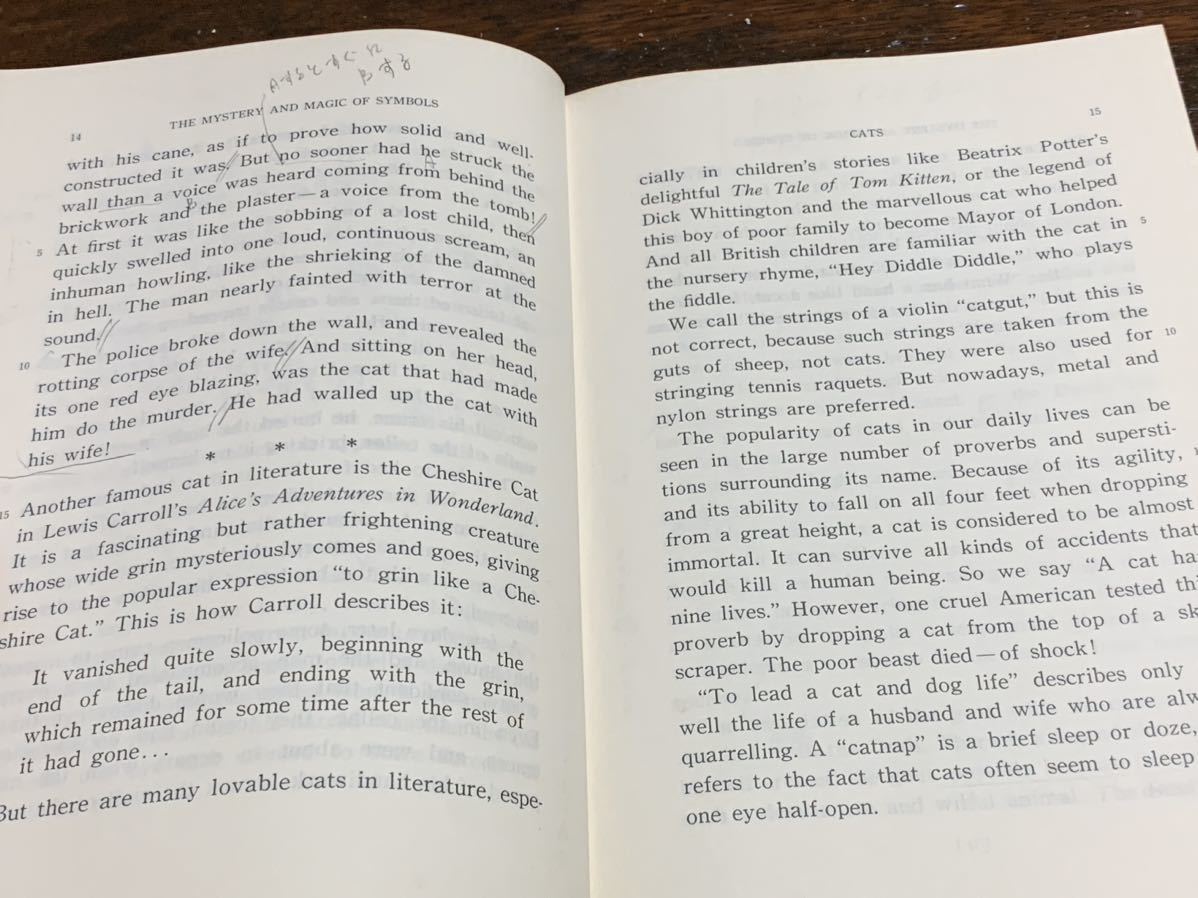 AするとすぐにBする
14 THE MYSTERY AND MAGIC OF SYMBOLS
with his cane, as if to prove how solid and well-
constructed it was. But no sooner had he struck the
wall than a voice was heard coming from behind the
brickwork and the plaster—a voice from the tomb!
5 At first it was like the sobbing of a lost child, then
quickly swelled into one loud, continuous scream, an
inhuman howling, like the shrieking of the damned
in hell. The man nearly fainted with terror at the
sound.
10 The police broke down the wall, and revealed the
rotting corpse of the wife. And sitting on her head,
its one red eye blazing, was the cat that had made
him do the murder. He had walled up the cat with
his wife!
* * *
15 Another famous cat in literature is the Cheshire Cat
in Lewis Carroll's Alice's Adventures in Wonderland.
It is a fascinating but rather frightening creature
whose wide grin mysteriously comes and goes, giving
rise to the popular expression "to grin like a Che-
shire Cat." This is how Carroll describes it:
It vanished quite slowly, beginning with the
end of the tail, and ending with the grin,
which remained for some time after the rest of
it had gone...
But there are many lovable cats in literature, espe-
CATS 15
cially in children's stories like Beatrix Potter's
delightful The Tale of Tom Kitten, or the legend of
Dick Whittington and the marvellous cat who helped
this boy of poor family to become Mayor of London.
And all British children are familiar with the cat in 5
the nursery rhyme, "Hey Diddle Diddle," who plays
the fiddle.
We call the strings of a violin "catgut," but this is
not correct, because such strings are taken from the
guts of sheep, not cats. They were also used for 10
stringing tennis raquets. But nowadays, metal and
nylon strings are preferred.
The popularity of cats in our daily lives can be
seen in the large number of proverbs and supersti-
tions surrounding its name. Because of its agility,
and its ability to fall on all four feet when dropping
from a great height, a cat is considered to be almost
immortal. It can survive all kinds of accidents that
would kill a human being. So we say "A cat ha
nine lives." However, one cruel American tested thi
proverb by dropping a cat from the top of a sk
scraper. The poor beast died—of shock!
"To lead a cat and dog life" describes only
well the life of a husband and wife who are alw
quarrelling. A "catnap" is a brief sleep or doze,
refers to the fact that cats often seem to sleep
one eye half-open.